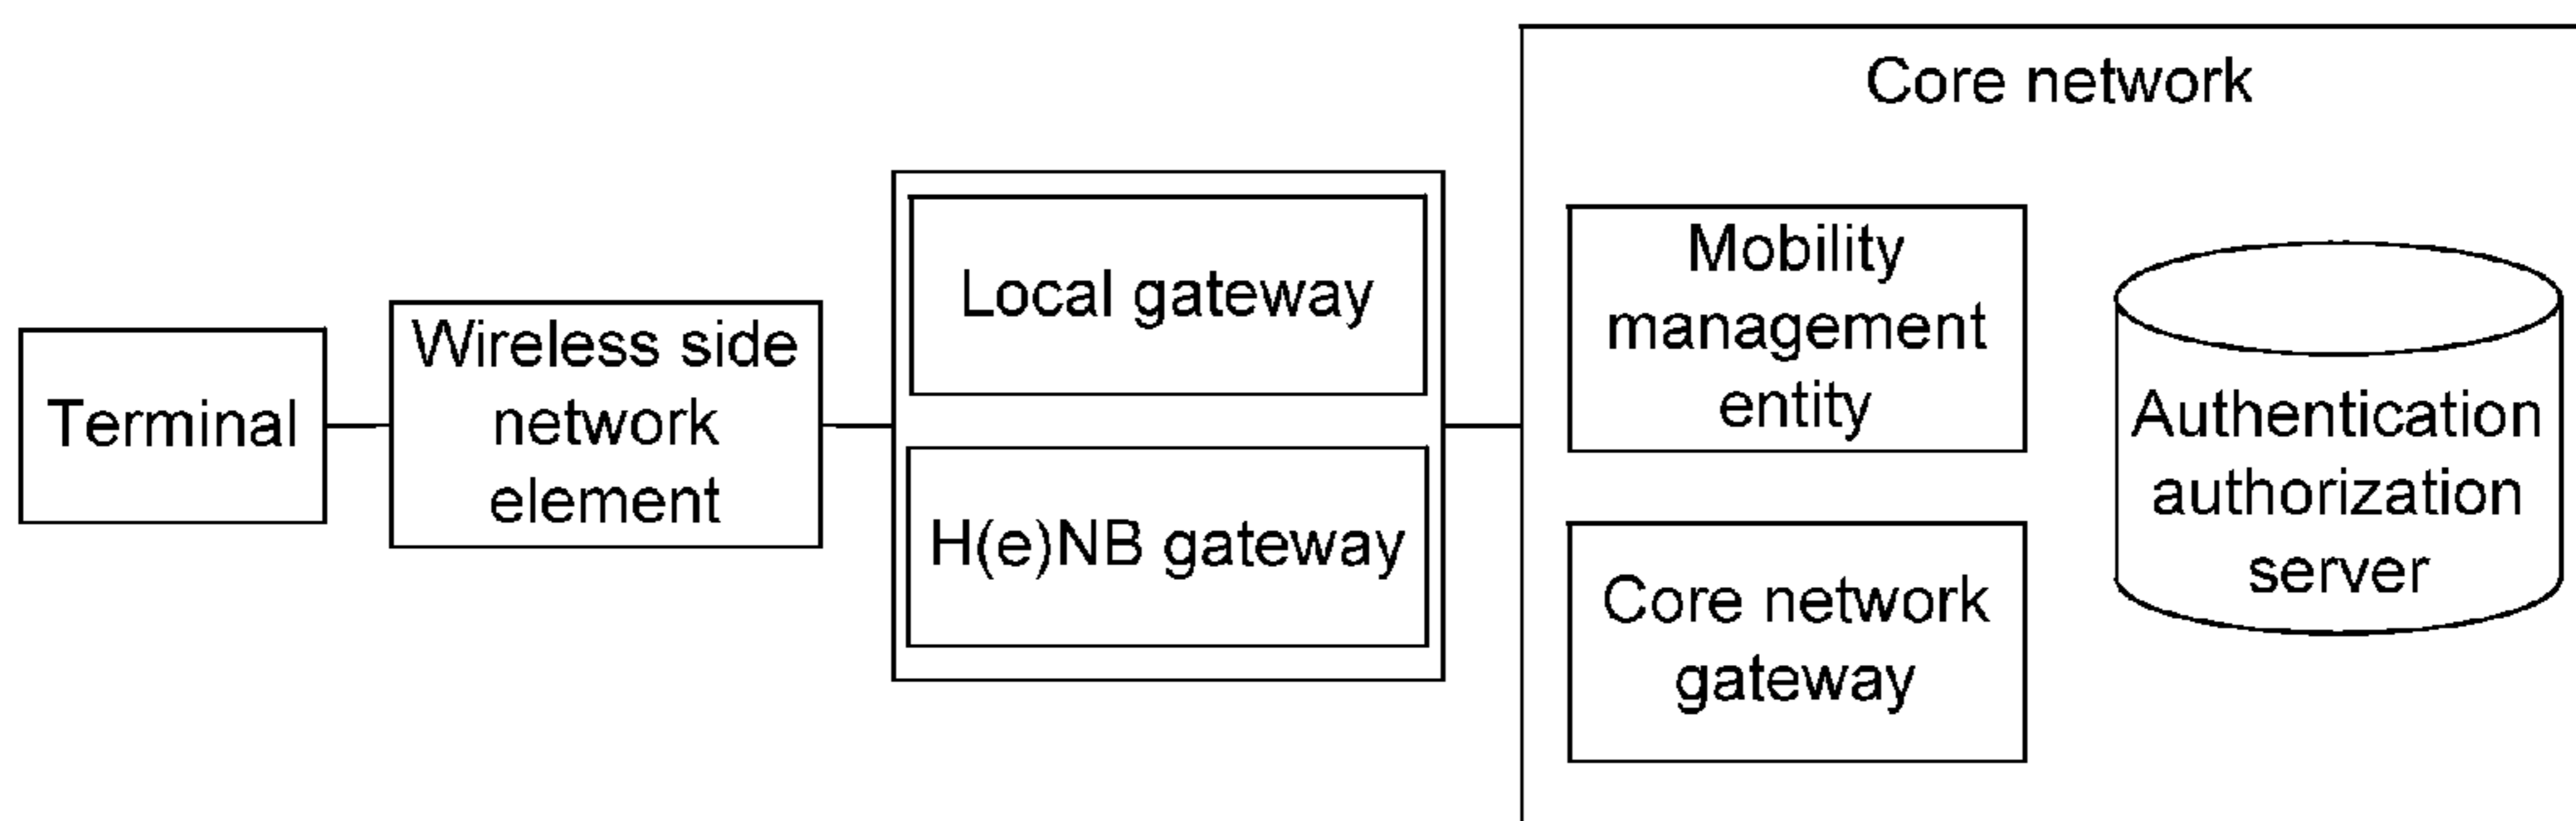 Core network
Terminal
Wireless side
network
element
Local gateway
H(e)NB gateway
Mobility
management
entity
Core network
gateway
Authentication
authorization
server